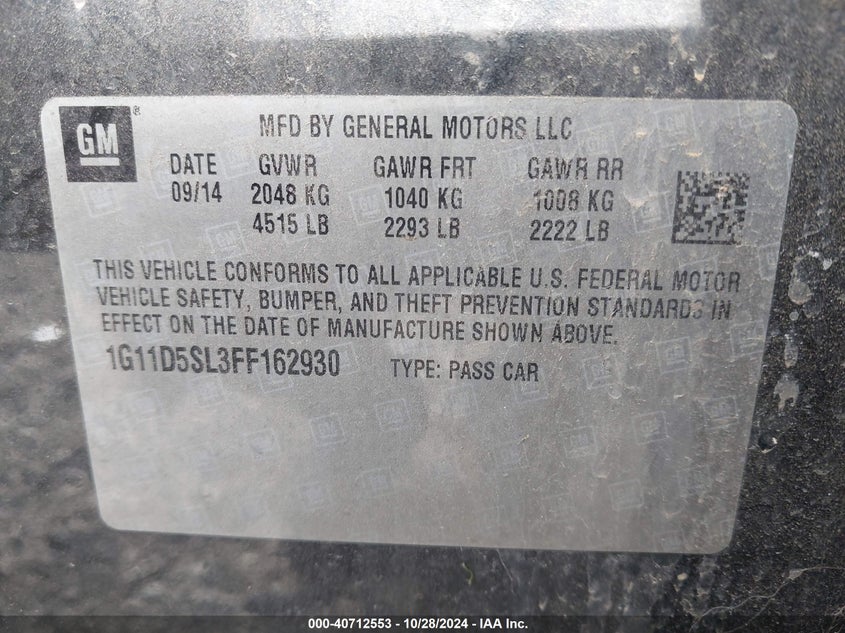 GM ® MFD BY GENERAL MOTORS LLC
DATE GVWR GAWR FRT GAWR RR
09/14 2048 KG 1040 KG 1008 KG
4515 LB 2293 LB 2222 LB
THIS VEHICLE CONFORMS TO ALL APPLICABLE U.S. FEDERAL MOTOR
VEHICLE SAFETY, BUMPER, AND THEFT PREVENTION STANDARDS IN
EFFECT ON THE DATE OF MANUFACTURE SHOWN ABOVE.
1G11D5SL3FF162930 TYPE: PASS CAR
000-40712553 - 10/28/2024 - IAA Inc.